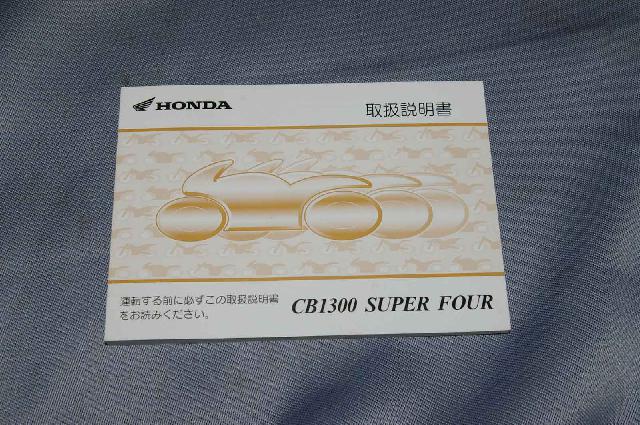 HONDA
取扱説明書
運転する前に必ずこの取扱説明書
をお読みください。
CB1300 SUPER FOUR